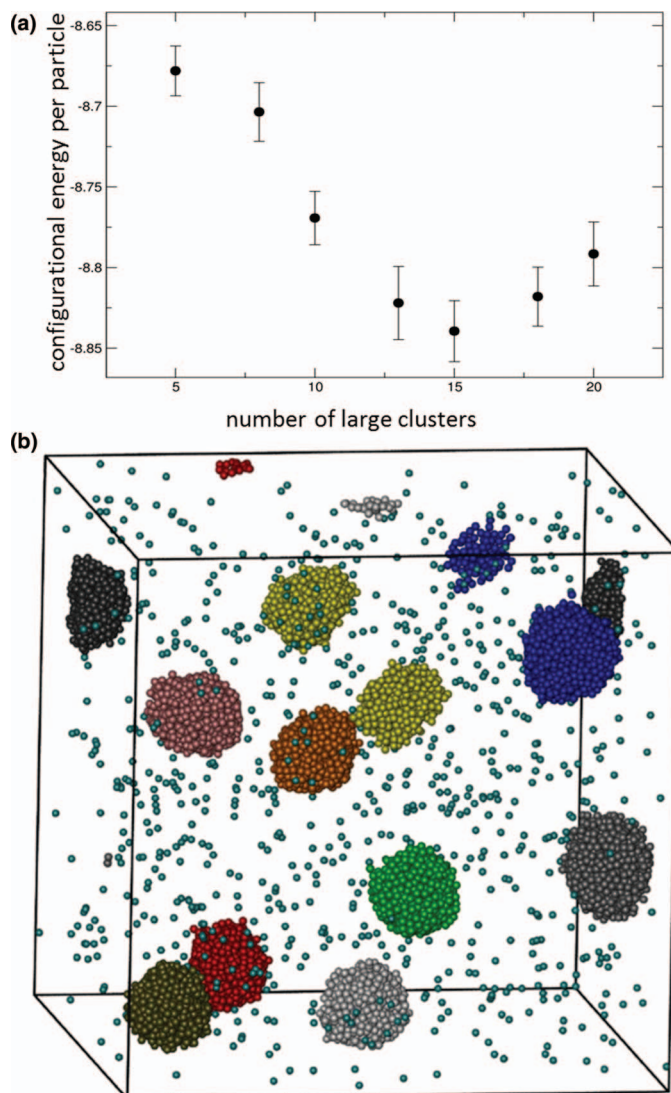 (a)
-8.65
-8.7
-8.75
-8.8
-8.85
configurational energy per particle
5 10 15 20
number of large clusters
(b)